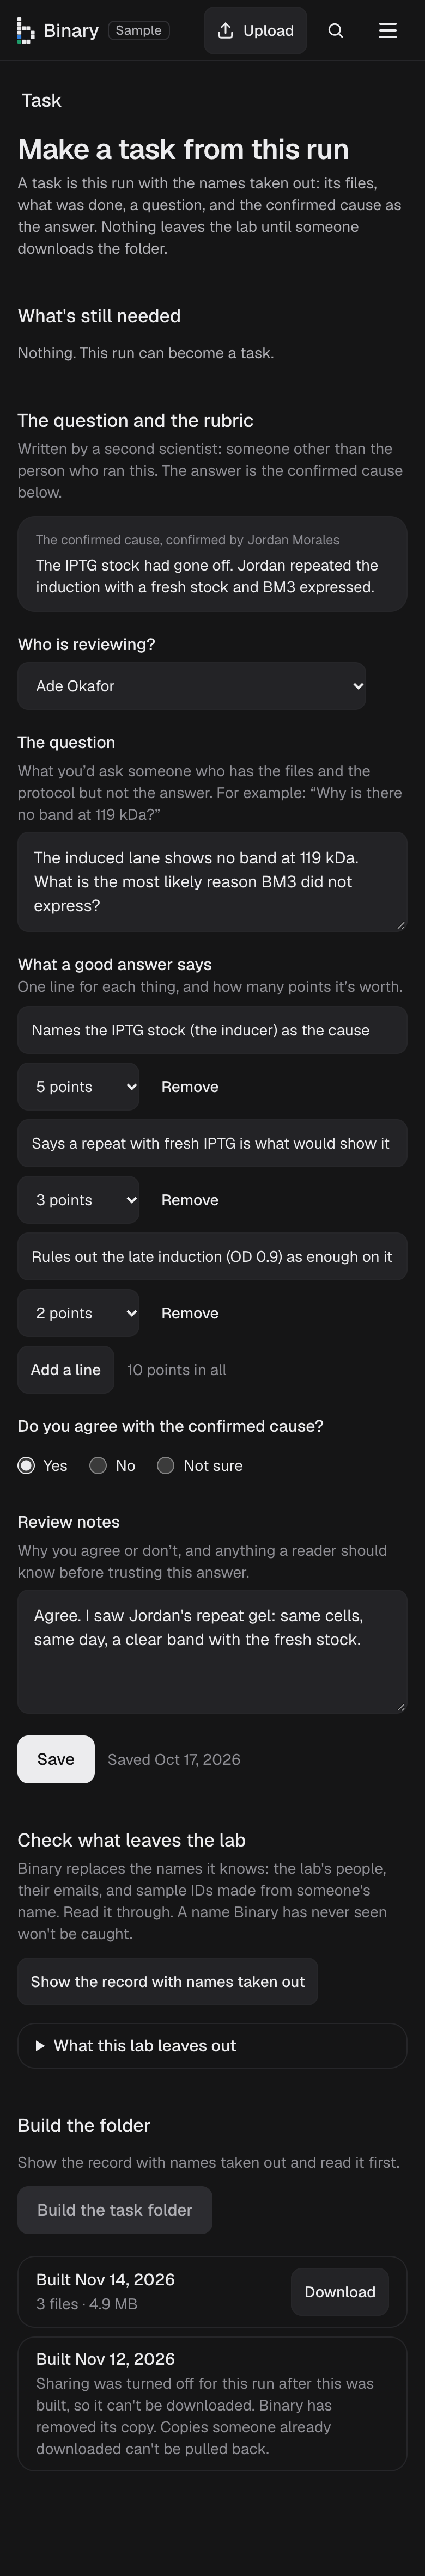 Binary
Sample
Upload
Task
Make a task from this run
A task is this run with the names taken out: its files,
what was done, a question, and the confirmed cause as
the answer. Nothing leaves the lab until someone
downloads the folder.
What's still needed
Nothing. This run can become a task.
The question and the rubric
Written by a second scientist: someone other than the
person who ran this. The answer is the confirmed cause
below.
The confirmed cause, confirmed by Jordan Morales
The IPTG stock had gone off. Jordan repeated the
induction with a fresh stock and BM3 expressed.
Who is reviewing?
Ade Okafor
The question
What you’d ask someone who has the files and the
protocol but not the answer. For example: “Why is there
no band at 119 kDa?”
The induced lane shows no band at 119 kDa.
What is the most likely reason BM3 did not
express?
What a good answer says
One line for each thing, and how many points it’s worth.
Names the IPTG stock (the inducer) as the cause
5 points
Remove
Says a repeat with fresh IPTG is what would show it
3 points
Remove
Rules out the late induction (OD 0.9) as enough on it
2 points
Remove
Add a line
10 points in all
Do you agree with the confirmed cause?
Yes
No
Not sure
Review notes
Why you agree or don’t, and anything a reader should
know before trusting this answer.
Agree. I saw Jordan's repeat gel: same cells,
same day, a clear band with the fresh stock.
Save
Saved Oct 17, 2026
Check what leaves the lab
Binary replaces the names it knows: the lab's people,
their emails, and sample IDs made from someone's
name. Read it through. A name Binary has never seen
won't be caught.
Show the record with names taken out
What this lab leaves out
Build the folder
Show the record with names taken out and read it first.
Build the task folder
Built Nov 14, 2026
3 files · 4.9 MB
Download
Built Nov 12, 2026
Sharing was turned off for this run after this was
built, so it can't be downloaded. Binary has
removed its copy. Copies someone already
downloaded can't be pulled back.